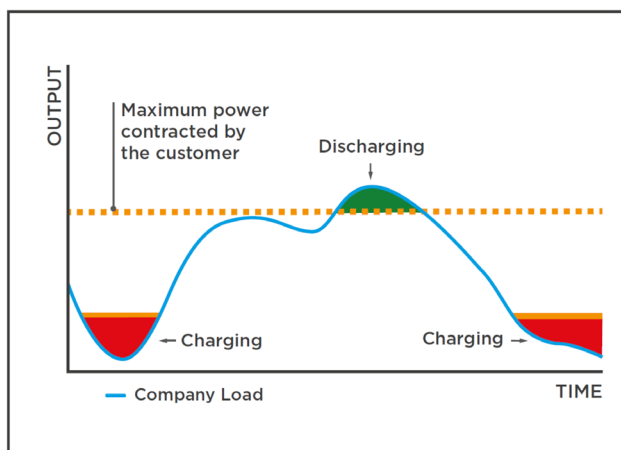 OUTPUT
Maximum power
contracted by
the customer
Discharging
Charging
Charging
TIME
Company Load